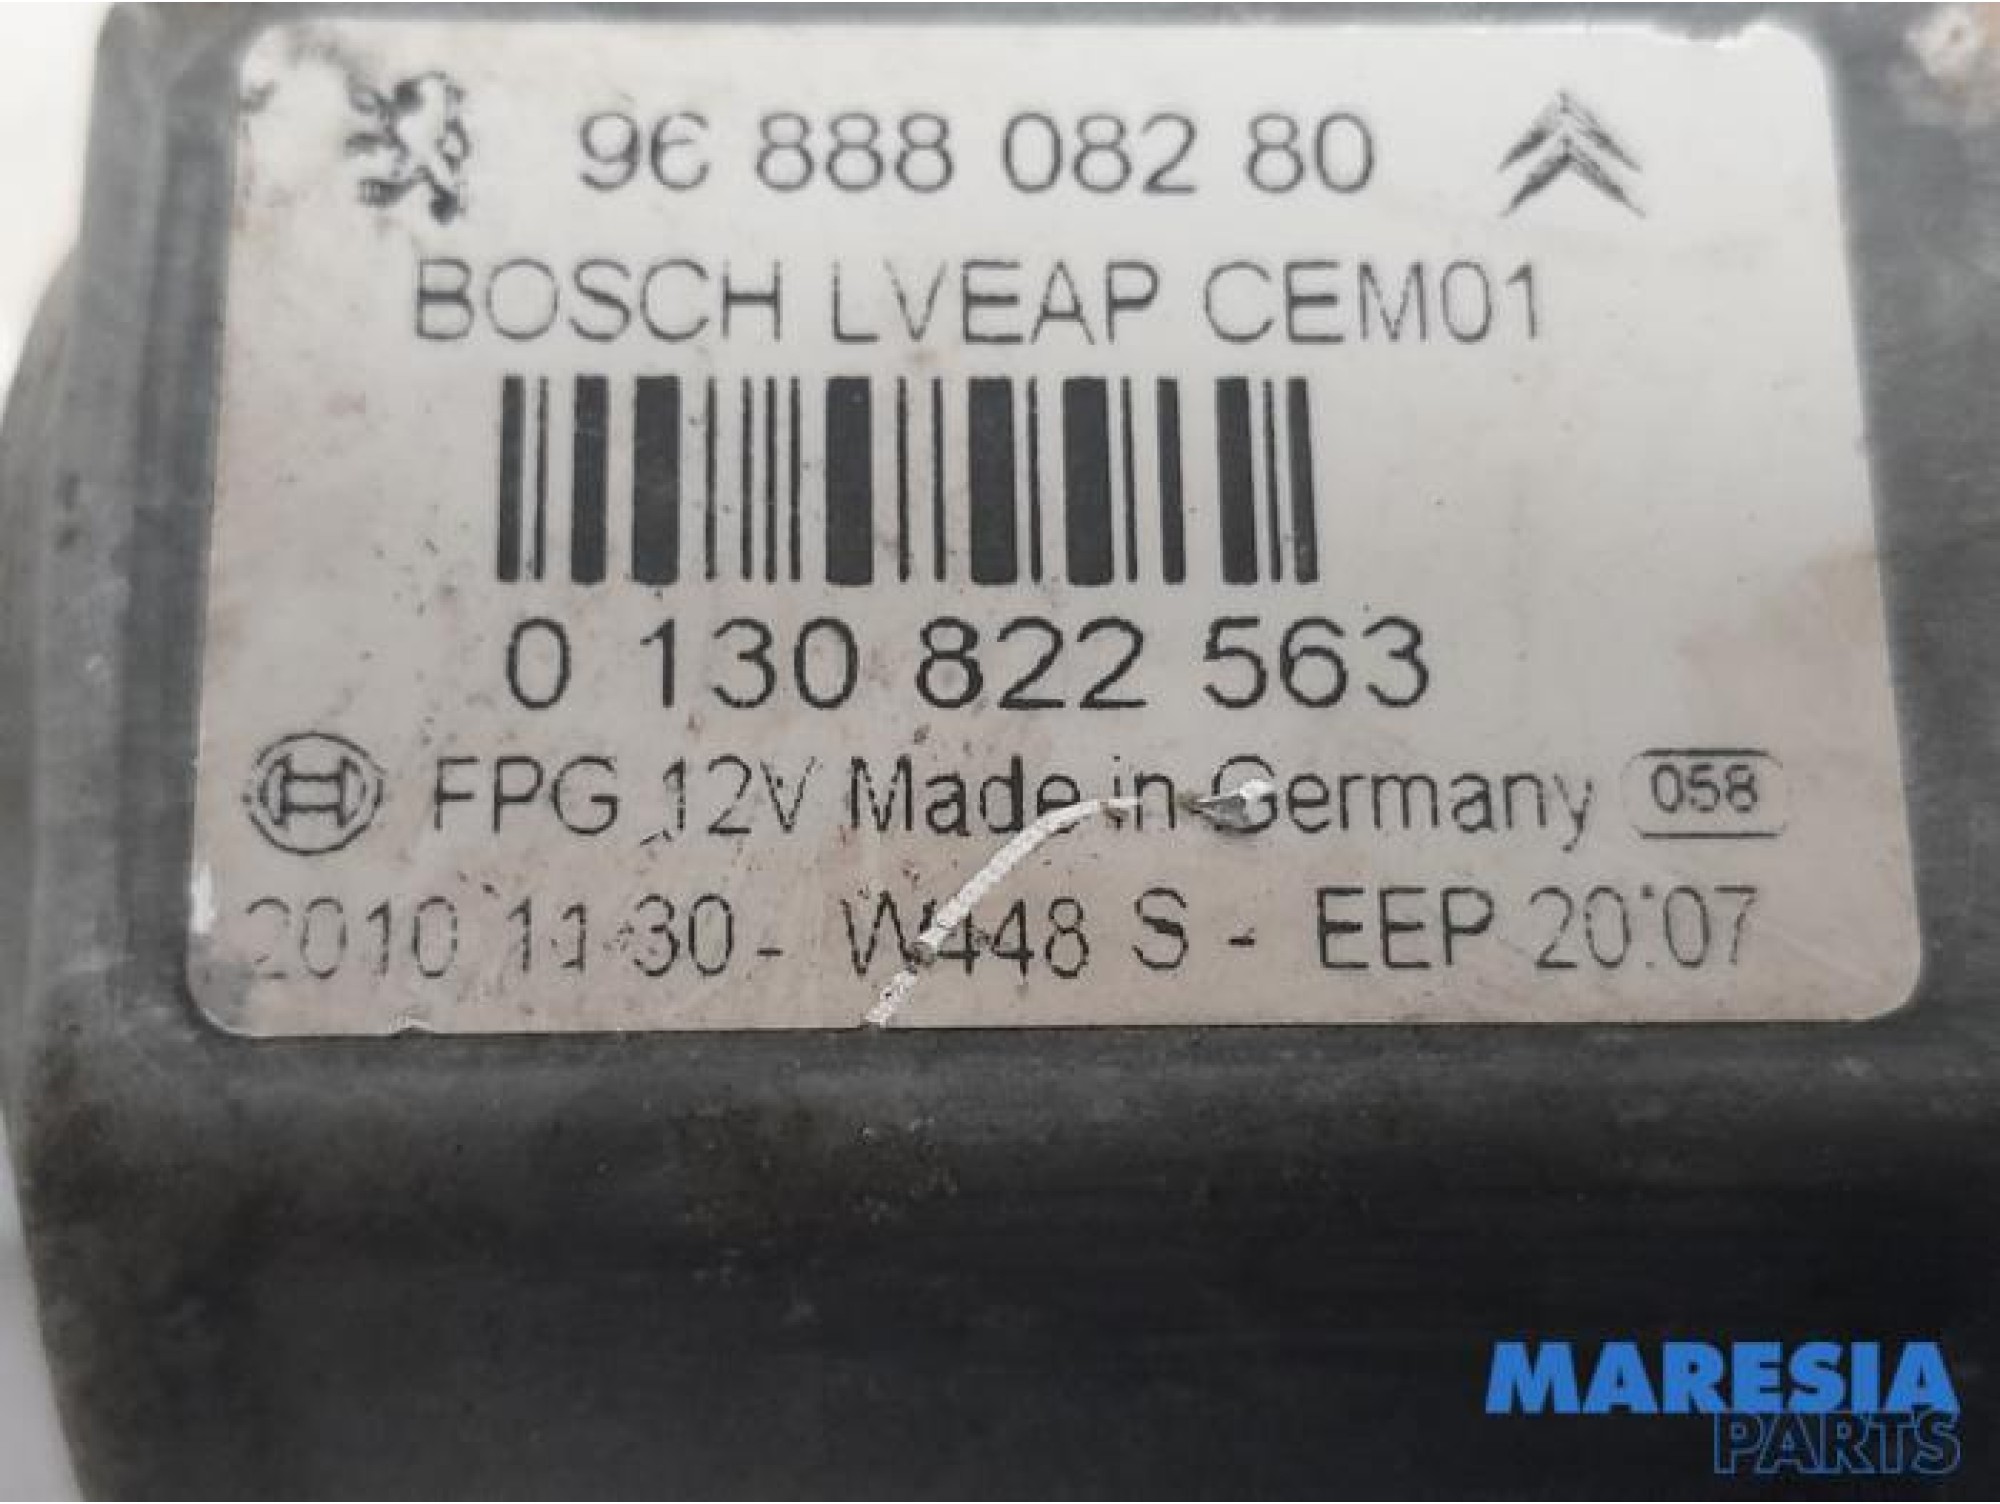 96 888 082 80
BOSCH LVEAP CEM01
0 130 822 563
FPG 12V Made in Germany 058
2010 11 30 - W448 S - EEP 20:07
MARESIA
PARTS